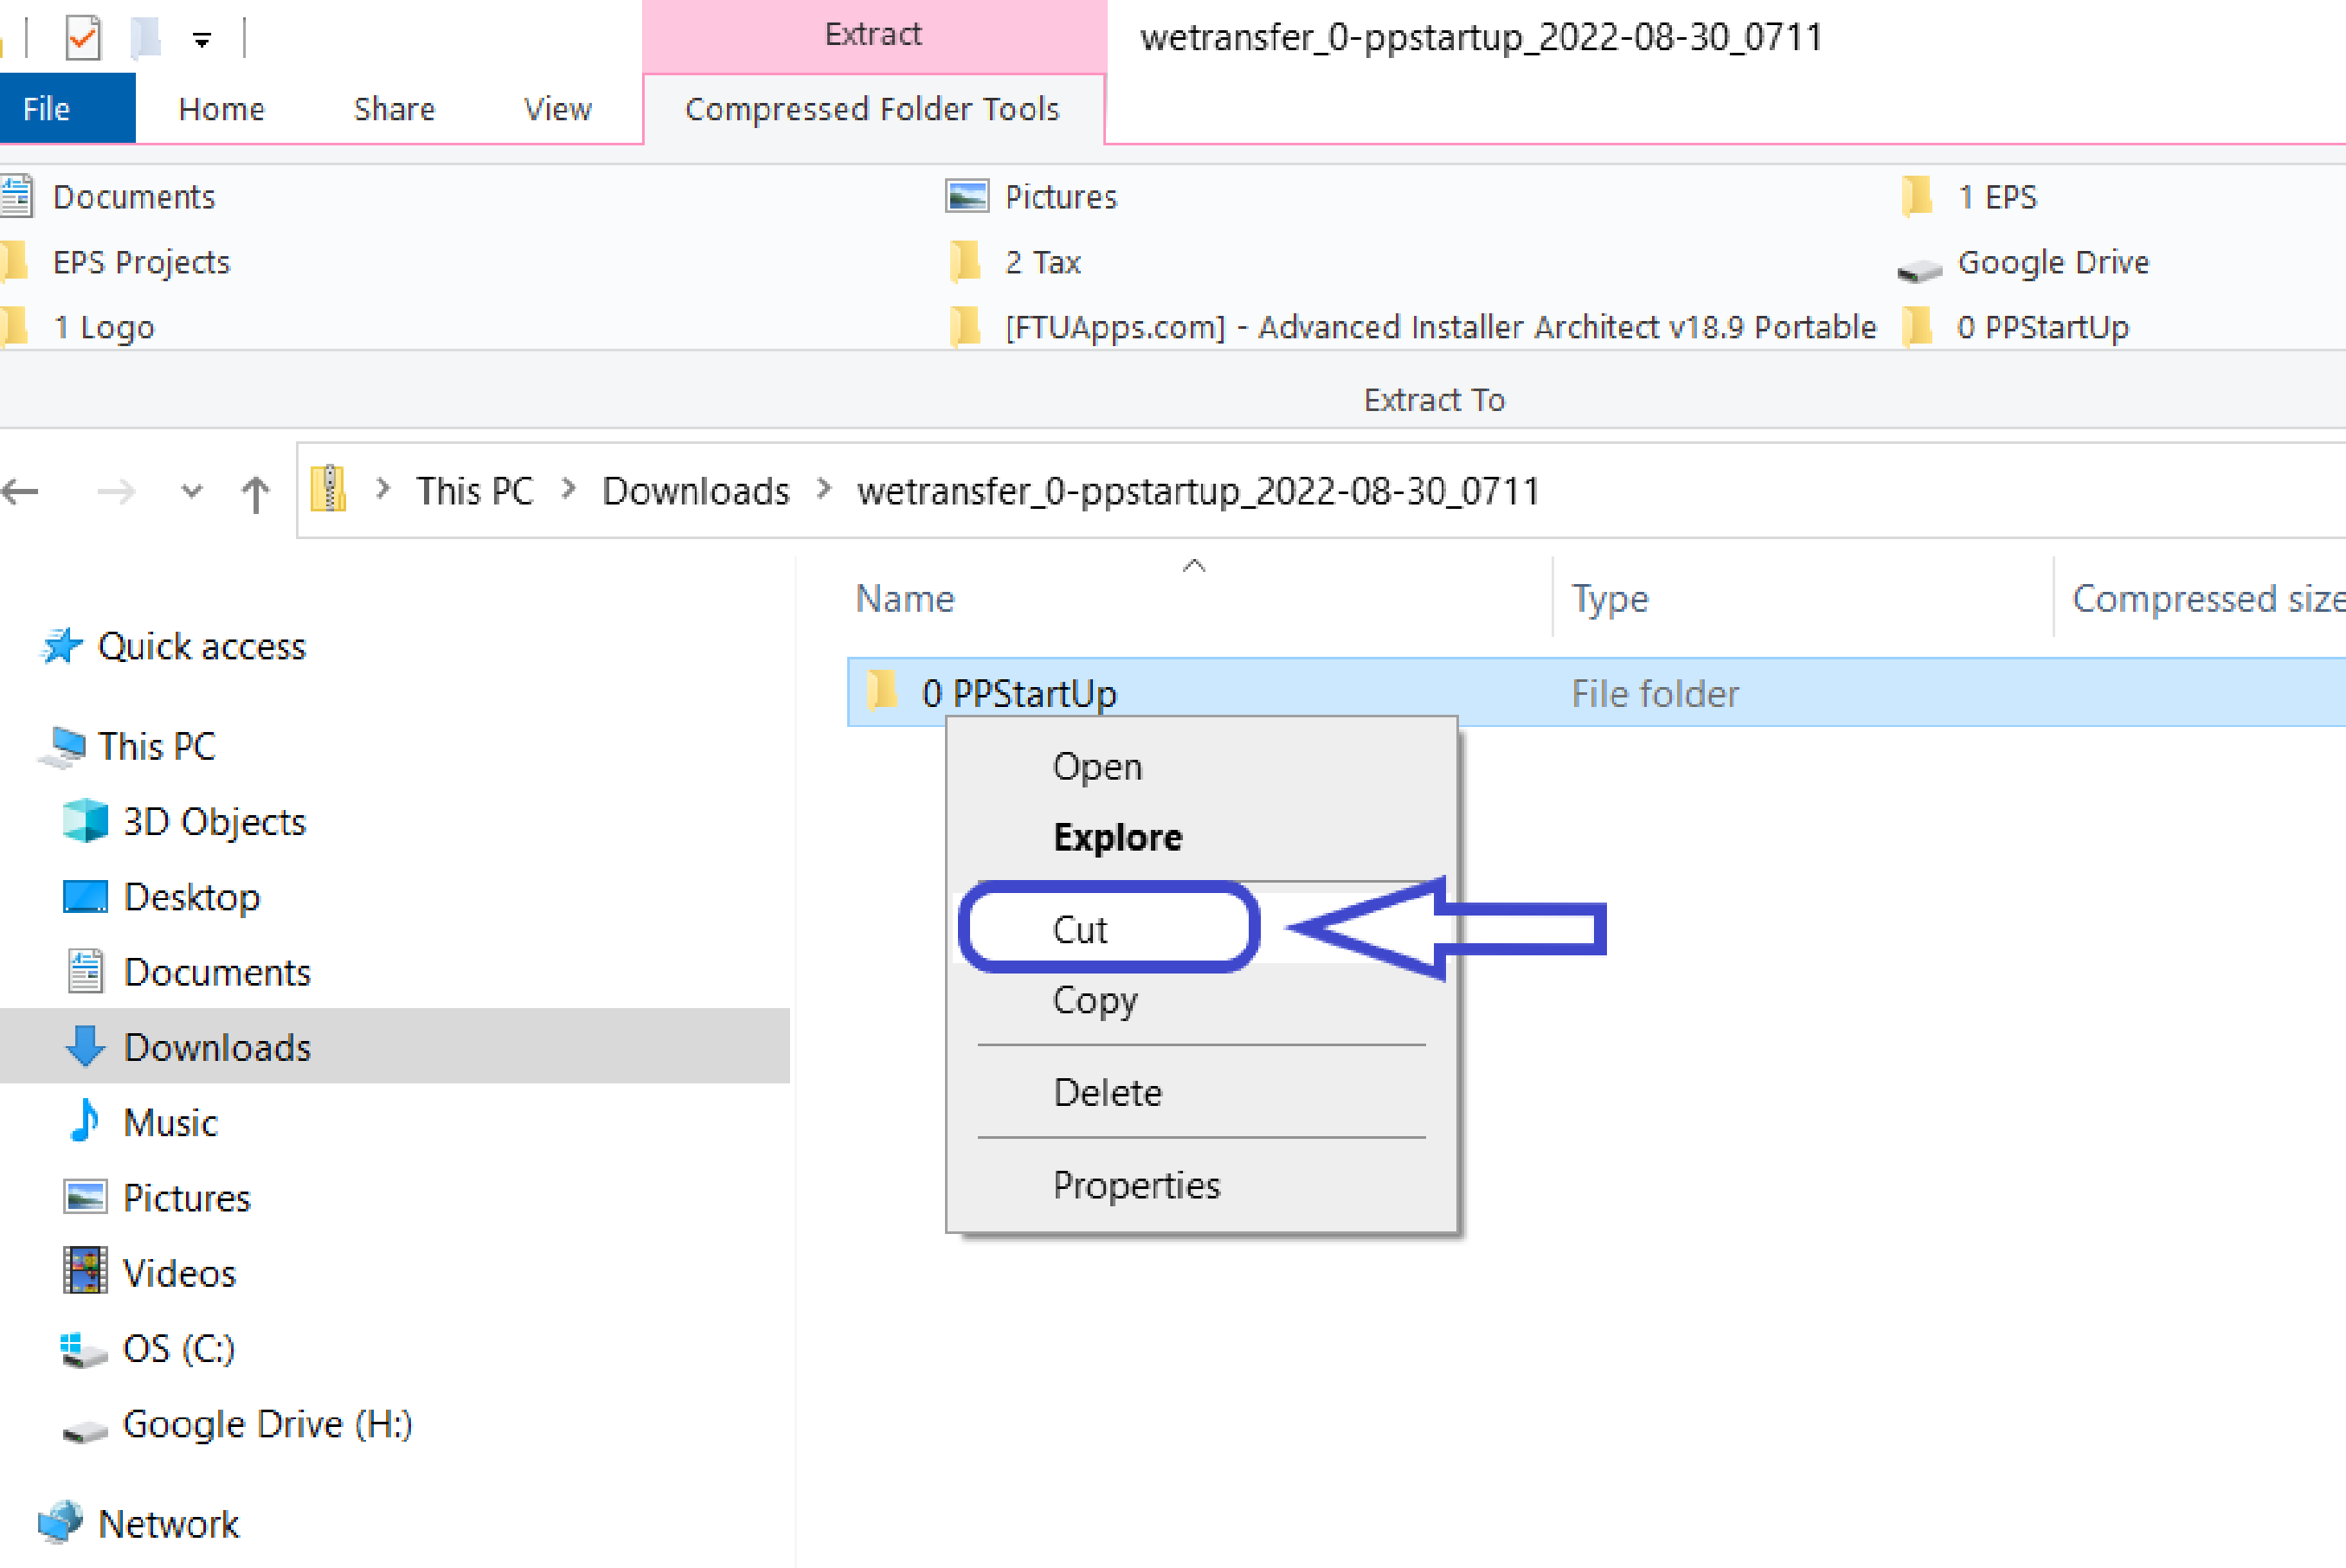 Extract
wetransfer_0-ppstartup_2022-08-30_0711
File Home Share View Compressed Folder Tools
Documents Pictures 1 EPS
EPS Projects 2 Tax Google Drive
1 Logo [FTUApps.com] - Advanced Installer Architect v18.9 Portable 0 PPStartUp
Extract To
This PC Downloads wetransfer_0-ppstartup_2022-08-30_0711
Name Type Compressed size
Quick access
This PC
3D Objects
Desktop
Documents
Downloads
Music
Pictures
Videos
OS (C:)
Google Drive (H:)
Network
0 PPStartUp File folder
Open
Explore
Cut
Copy
Delete
Properties